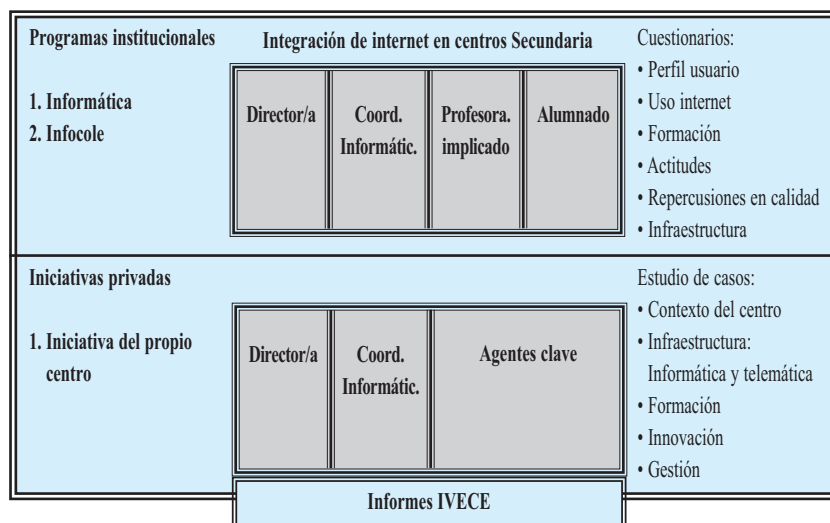 Programas institucionales
1. Informática
2. Infocole
Integración de internet en centros Secundaria
Director/a
Coord.
Informátic.
Profesora.
implicado
Alumnado
Cuestionarios:
• Perfil usuario
• Uso internet
• Formación
• Actitudes
• Repercusiones en calidad
• Infraestructura
Iniciativas privadas
1. Iniciativa del propio
centro
Director/a
Coord.
Informátic.
Agentes clave
Estudio de casos:
• Contexto del centro
• Infraestructura:
Informática y telemática
• Formación
• Innovación
• Gestión
Informes IVECE